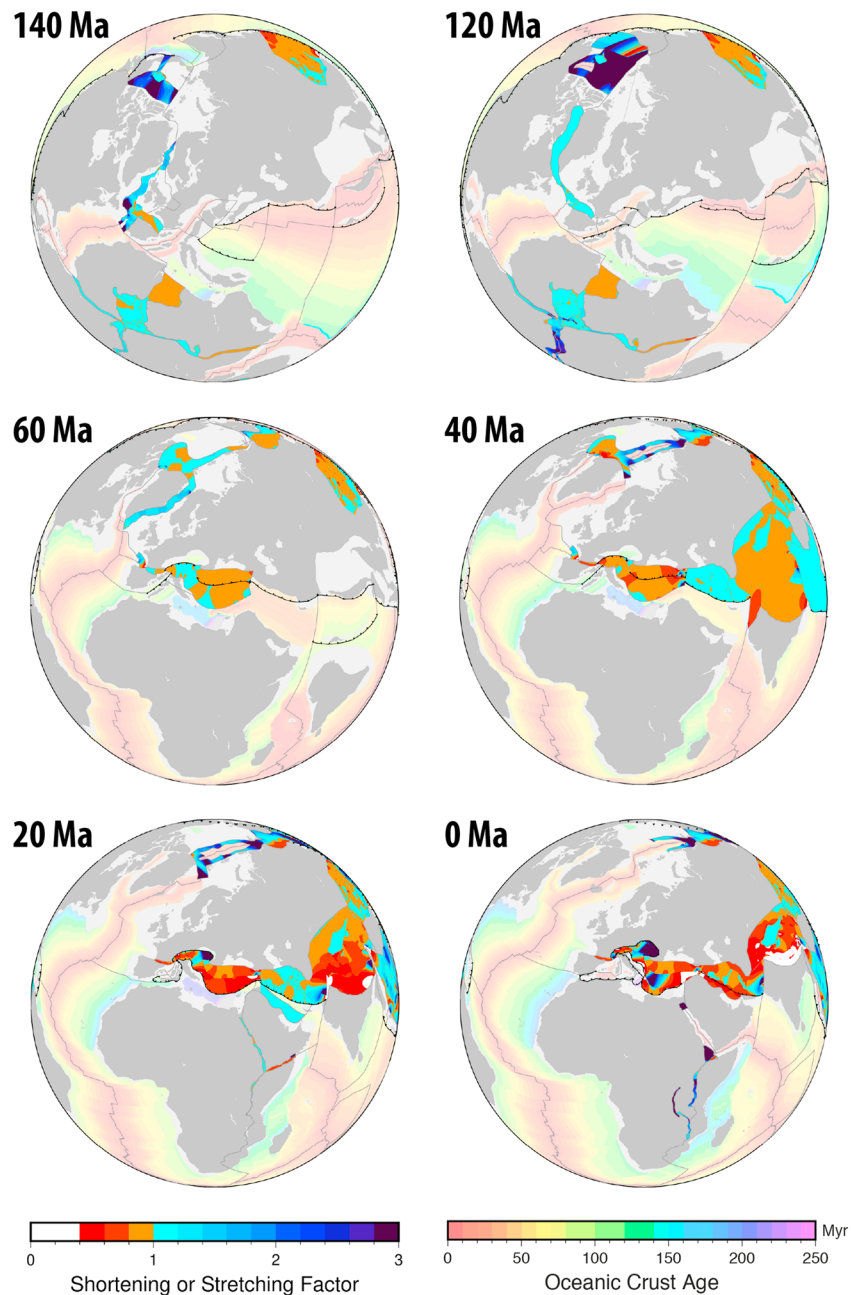 140 Ma
120 Ma
60 Ma
40 Ma
20 Ma
0 Ma
0 1 2 3
Shortening or Stretching Factor
0 50 100 150 200 250 Myr
Oceanic Crust Age